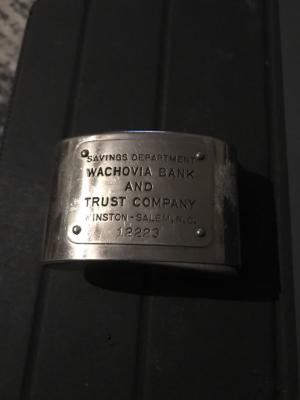 SAVINGS DEPARTMENT
WACHOVIA BANK
AND
TRUST COMPANY
WINSTON-SALEM, N.C.
12223